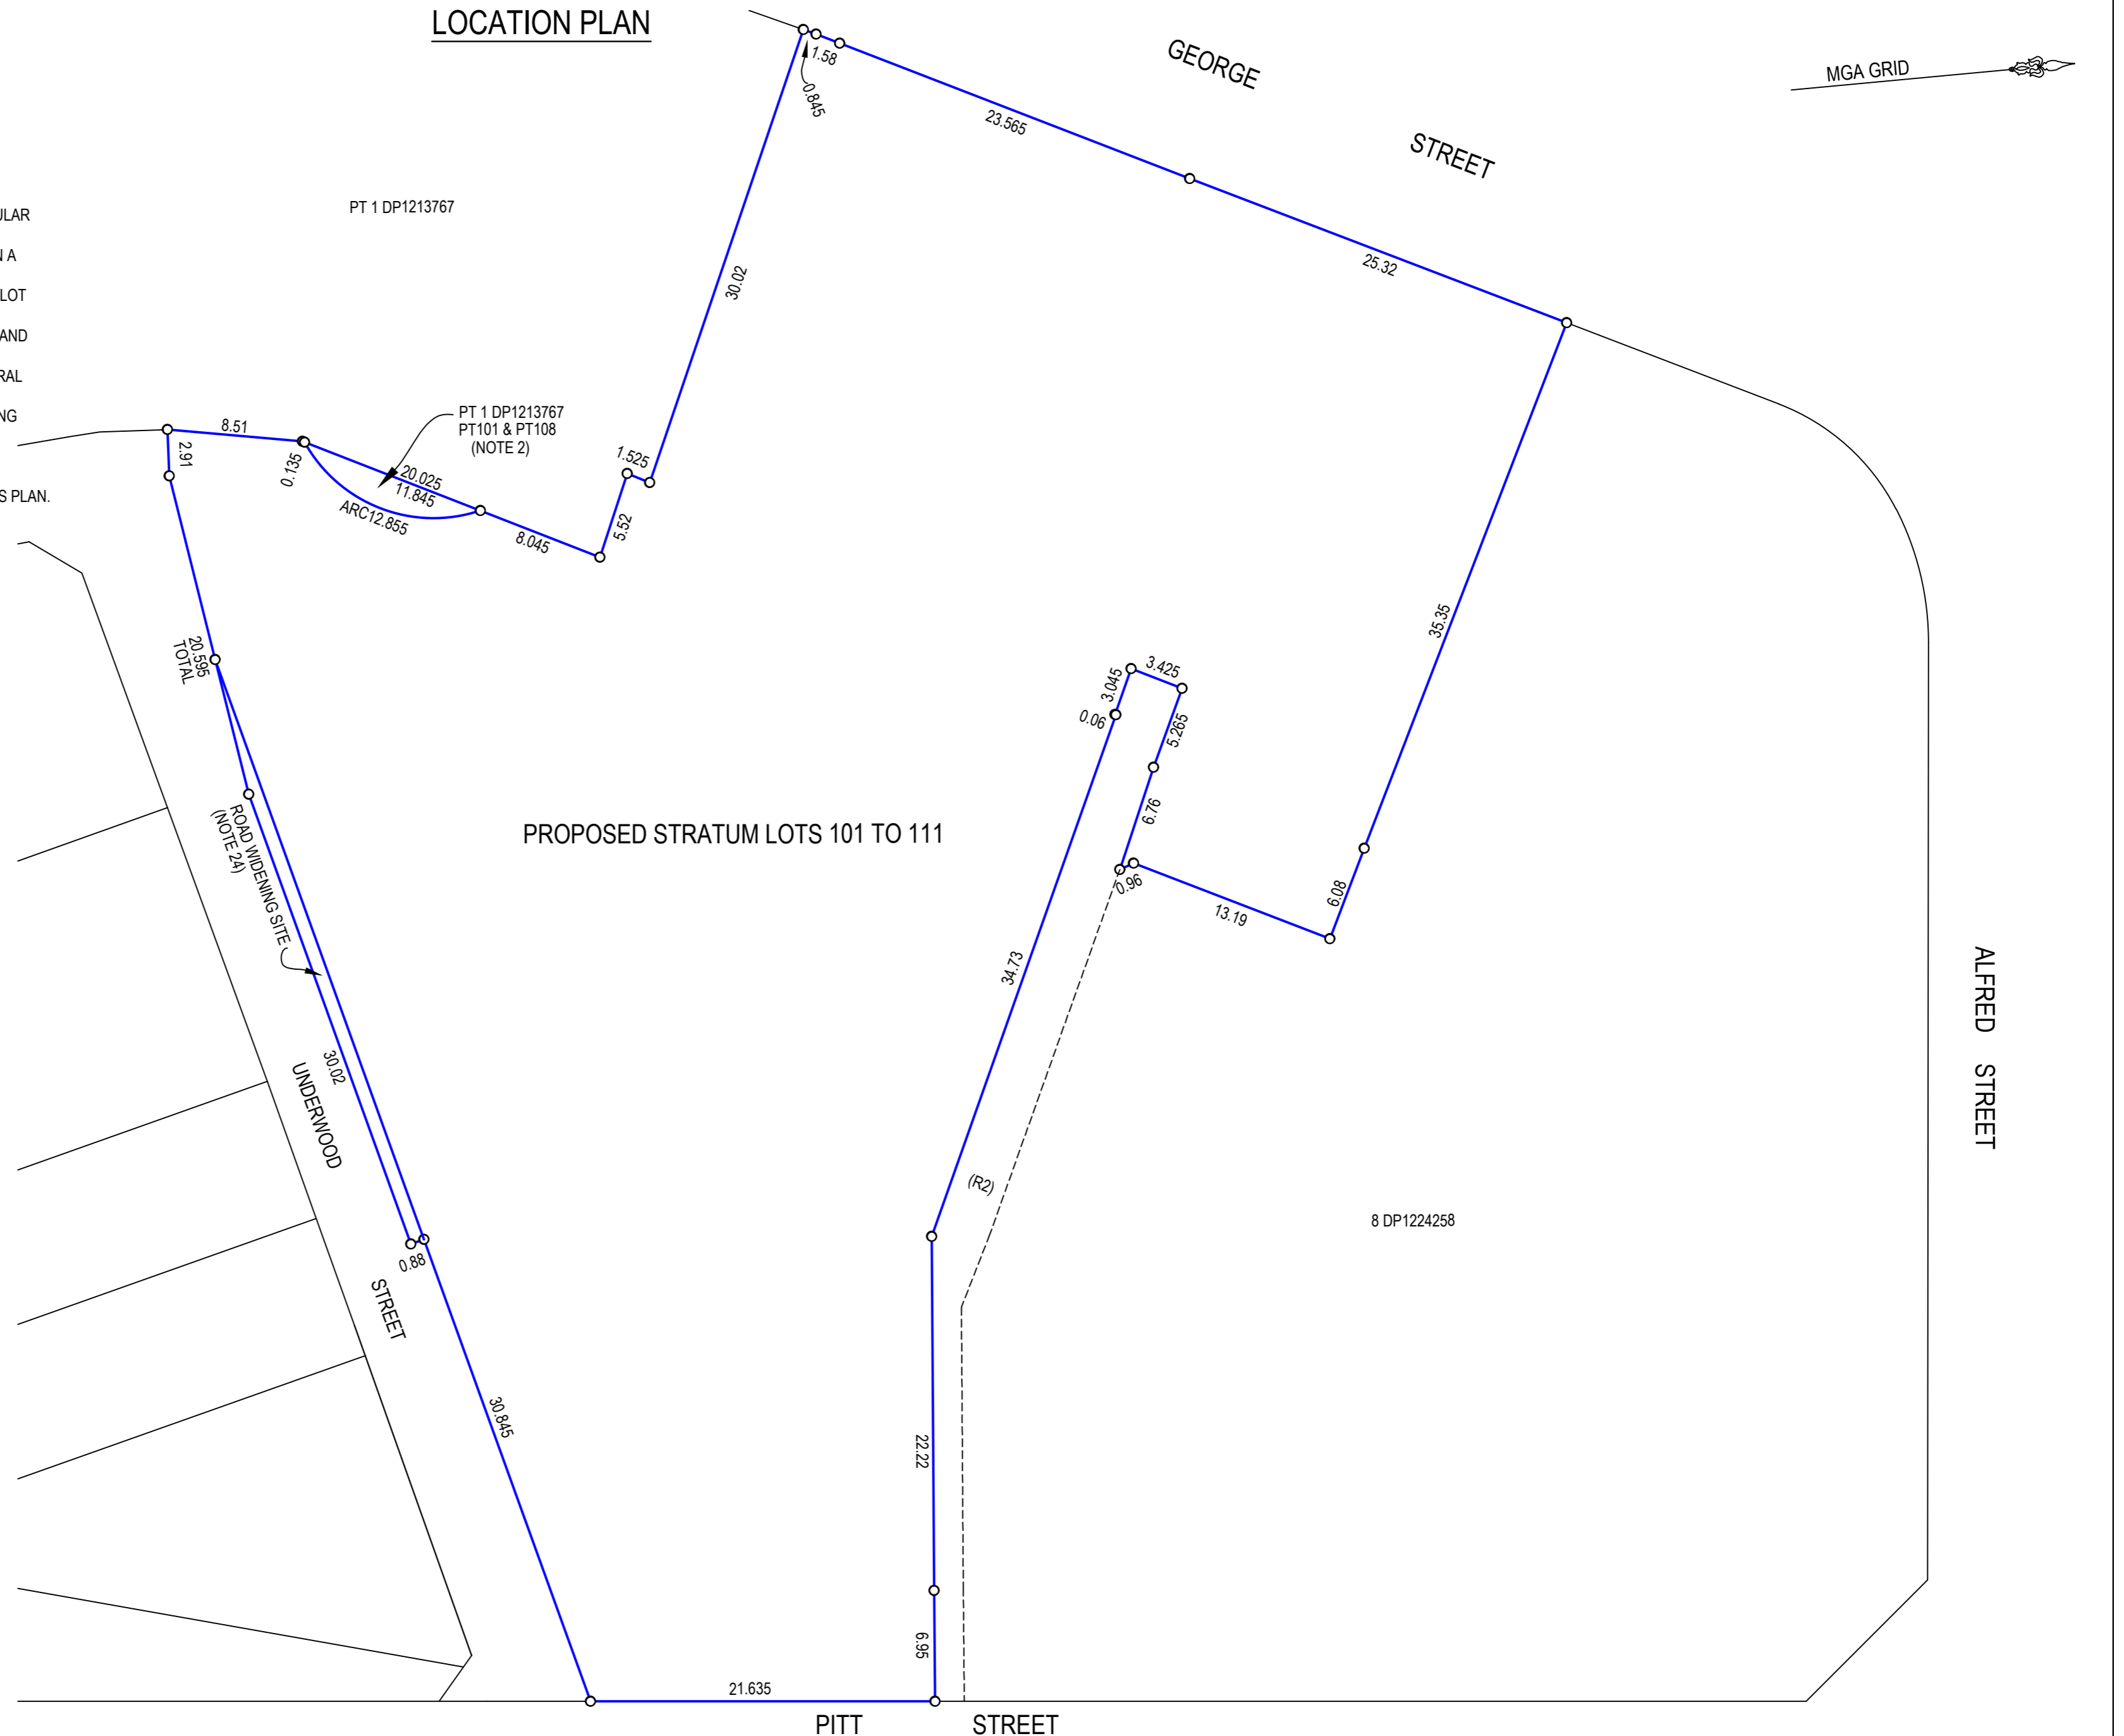 LOCATION PLAN
GEORGE
STREET
MGA GRID
1.58
0.845
23.565
25.32
30.02
PT 1 DP1213767
LOT
AND
N A
NG
S PLAN.
8.51
2.91
0.135
PT 1 DP1213767
PT101 & PT108
(NOTE 2)
20.025
11.845
ARC12.855
8.045
1.525
5.52
35.35
3.045
3.425
0.06
5.265
6.76
0.96
13.19
6.08
20.595
TOTAL
ROAD WIDENING SITE
(NOTE 24)
PROPOSED STRATUM LOTS 101 TO 111
34.73
30.02
UNDERWOOD
STREET
0.88
(R2)
8 DP1224258
ALFRED STREET
30.845
22.22
6.95
21.635
PITT STREET